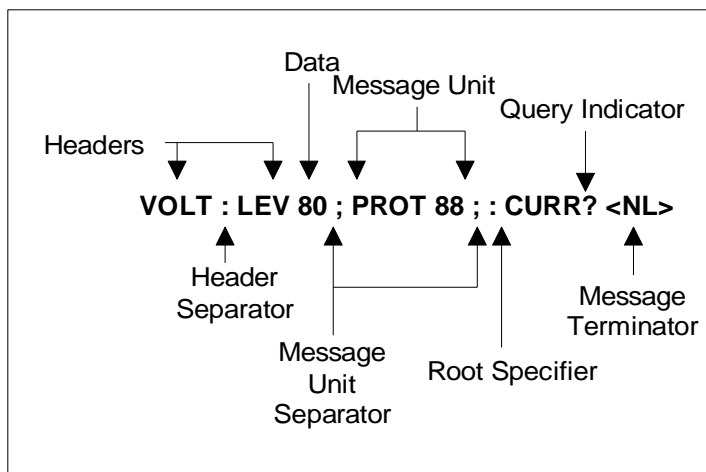 Data
Message Unit
Query Indicator
Headers
VOLT : LEV 80 ; PROT 88 ; : CURR? <NL>
Header
Separator
Message
Unit
Separator
Root Specifier
Message
Terminator